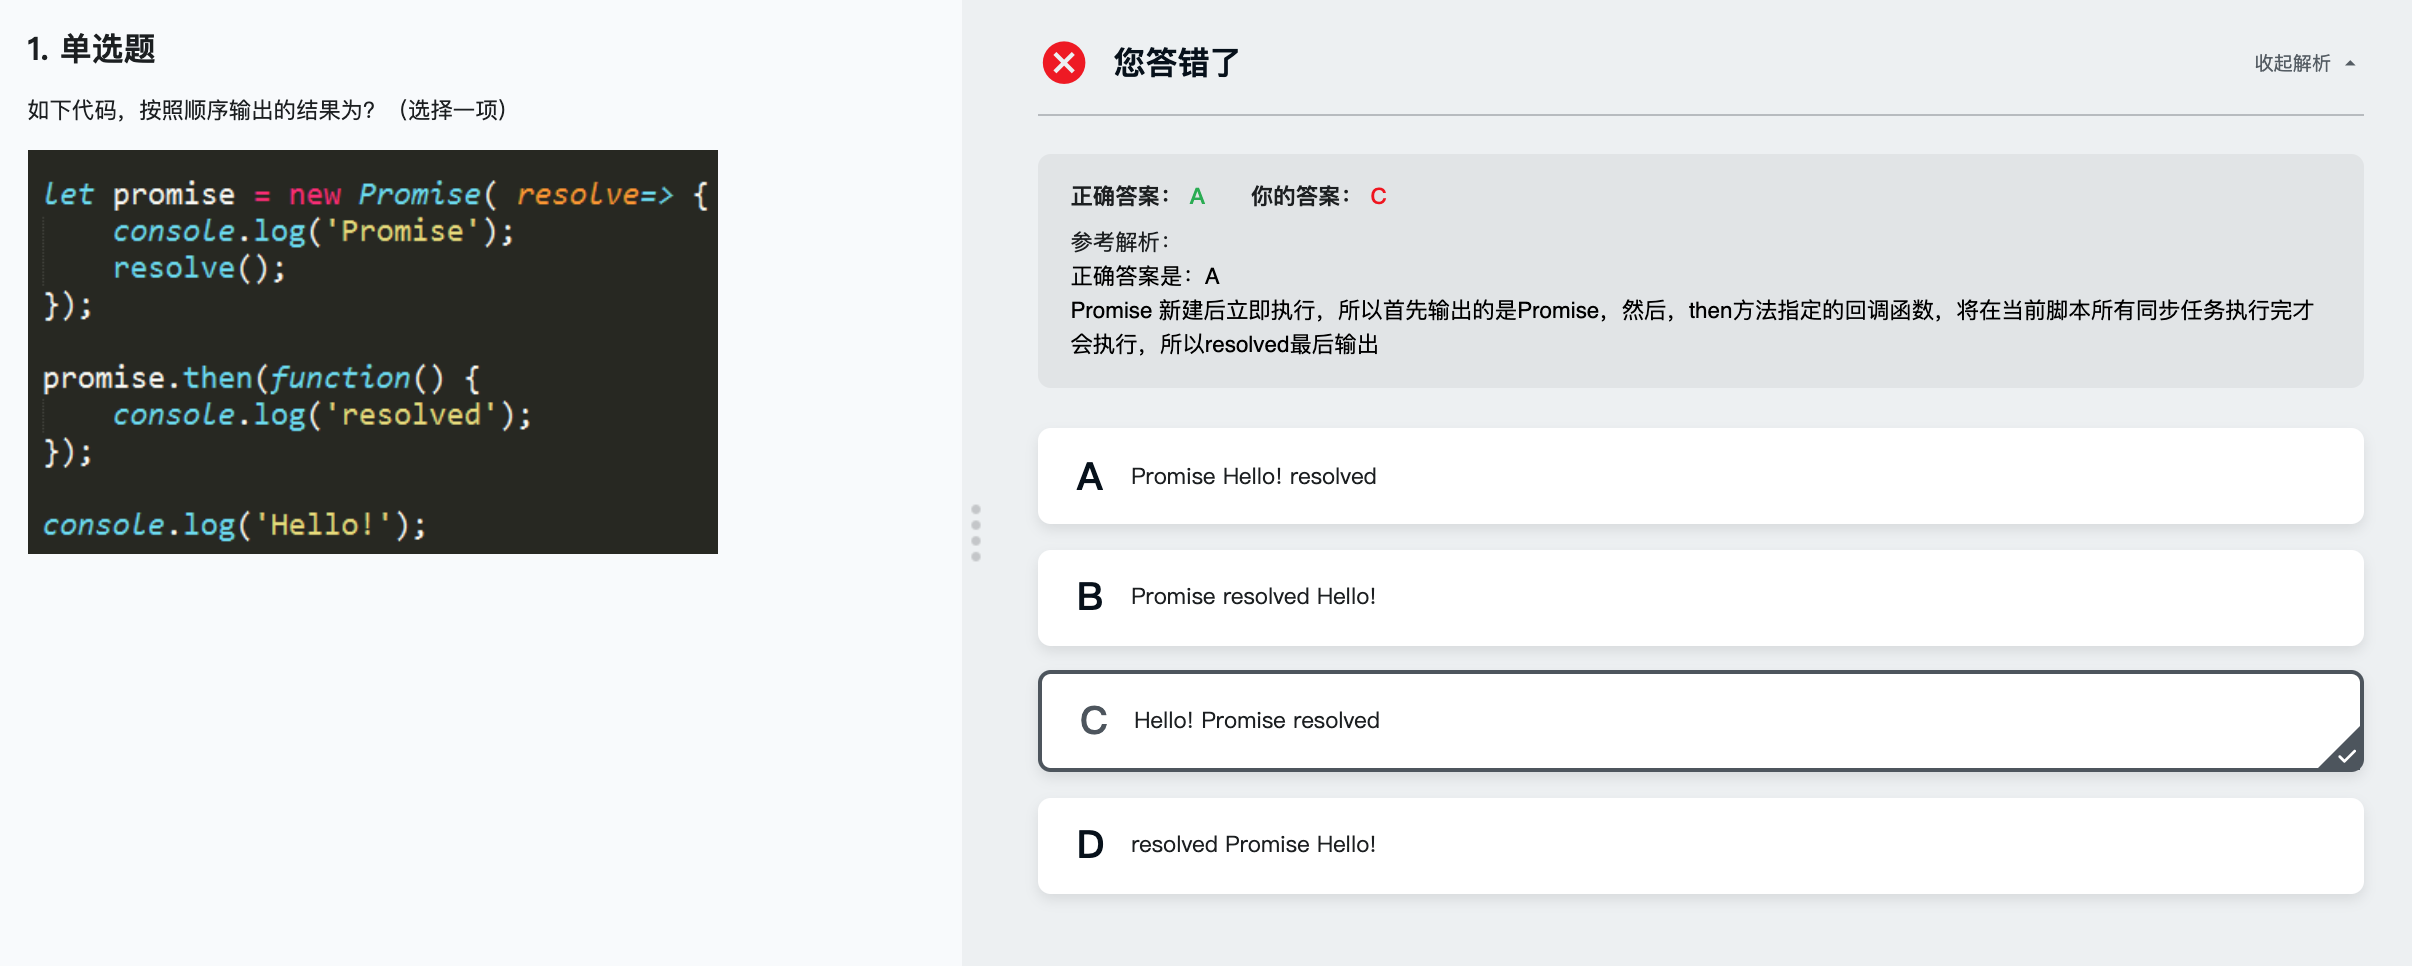 1. 单选题
如下代码，按照顺序输出的结果为？（选择一项）
let promise = new Promise( resolve=> {
    console.log('Promise');
    resolve();
});
promise.then(function() {
    console.log('resolved');
});
console.log('Hello!');
您答错了
收起解析
正确答案： A 你的答案： C
参考解析：
正确答案是：A
Promise 新建后立即执行，所以首先输出的是Promise，然后，then方法指定的回调函数，将在当前脚本所有同步任务执行完才
会执行，所以resolved最后输出
A Promise Hello! resolved
B Promise resolved Hello!
C Hello! Promise resolved
D resolved Promise Hello!